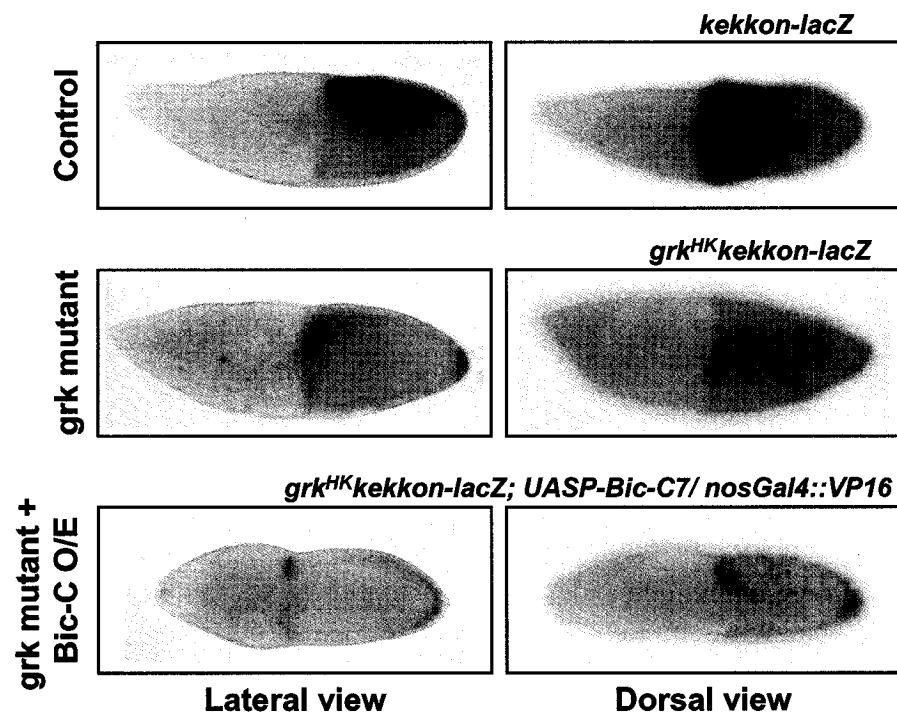 kekkon-lacZ
Control
grk^HK kekkon-lacZ
grk mutant
grk^HK kekkon-lacZ; UASP-Bic-C7/ nosGal4::VP16
grk mutant +
Bic-C O/E
Lateral view
Dorsal view